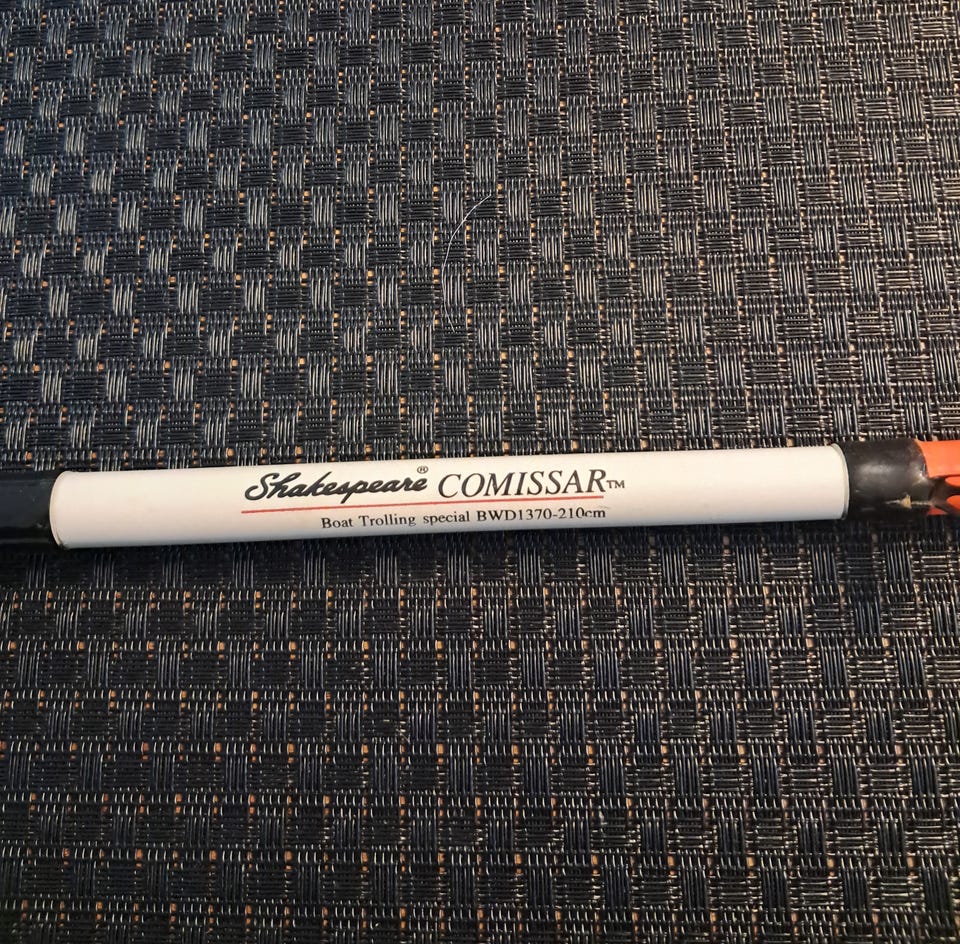 Shakespeare® COMISSAR™
Boat Trolling special BWD1370-210cm